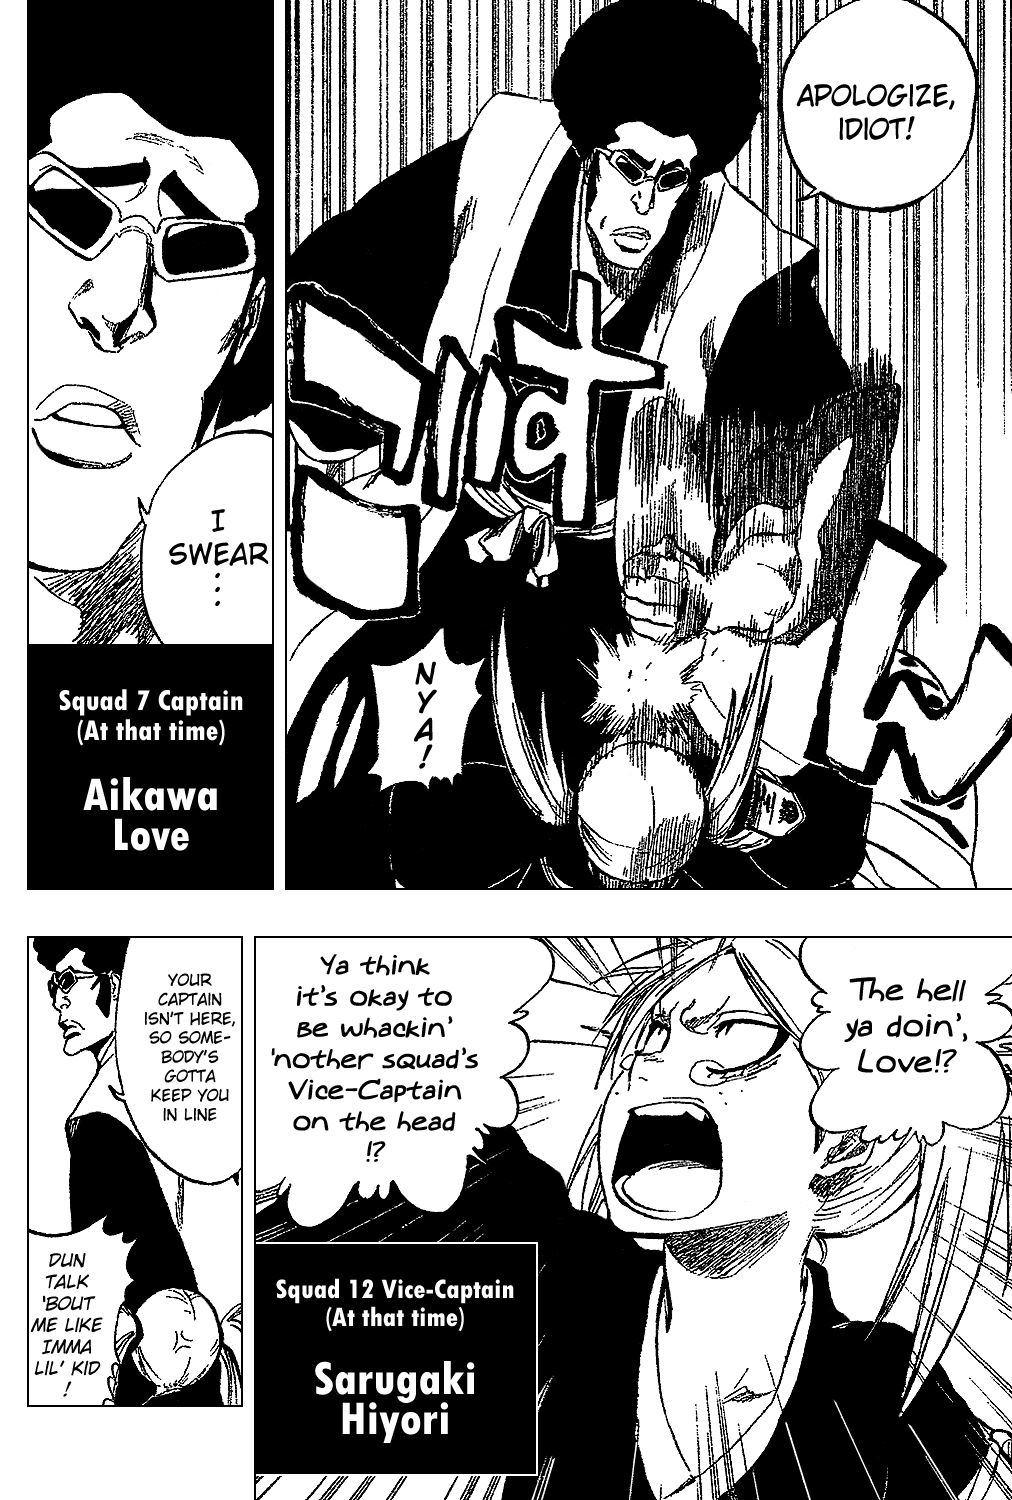 APOLOGIZE,
IDIOT!
ごすん
NYA!
I
SWEAR
...
Squad 7 Captain
(At that time)
Aikawa
Love
The hell
ya doin',
Love!?
Ya think
it's okay to
Be whackin'
'nother squad's
Vice-Captain
on the head
!?
Squad 12 Vice-Captain
(At that time)
Sarugaki
Hiyori
YOUR
CAPTAIN
ISN'T HERE,
SO SOME-
BODY'S
GOTTA
KEEP YOU
IN LINE
DUN
TALK
'BOUT
ME LIKE
IMMA
LIL' KID
!